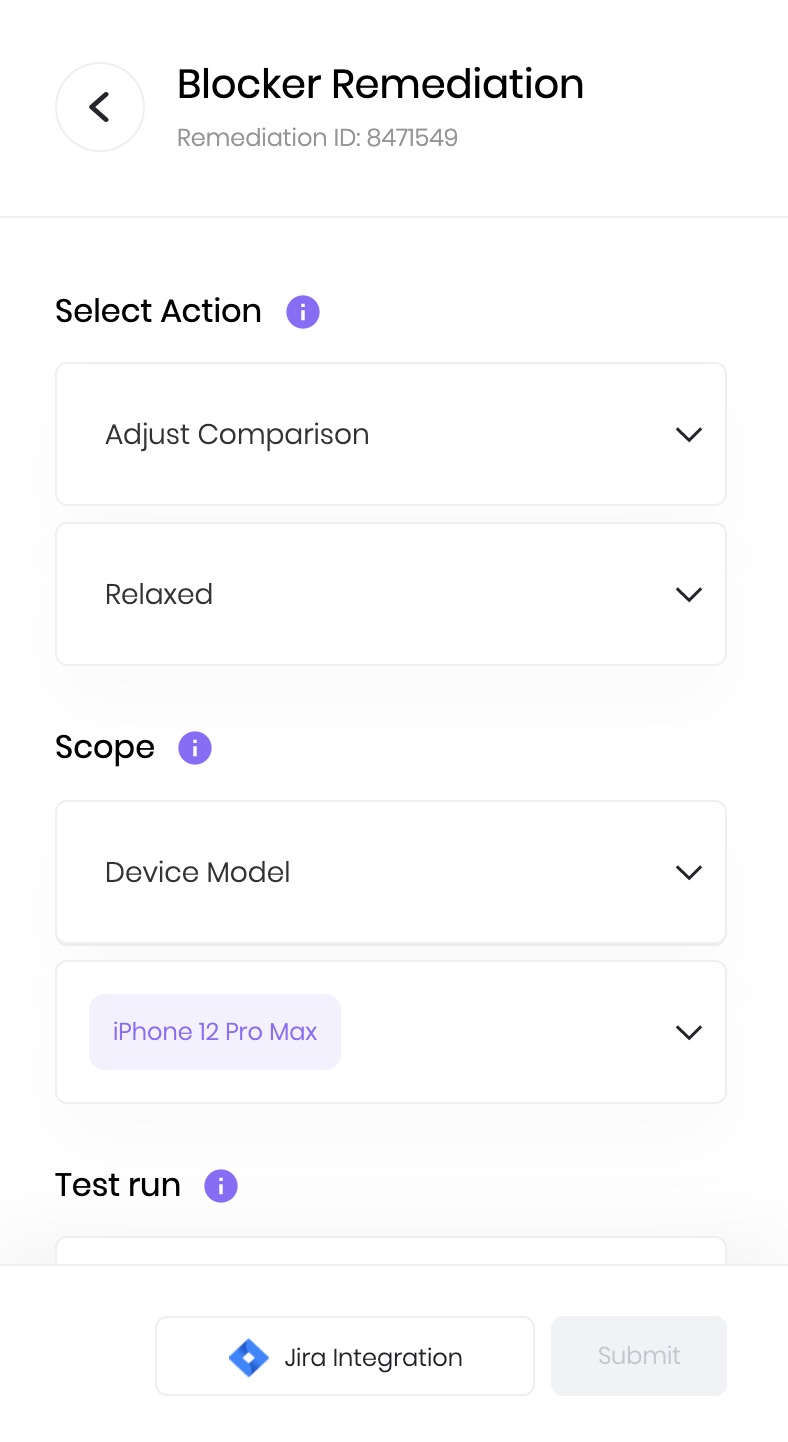 Blocker Remediation
Remediation ID: 8471549
Select Action
Adjust Comparison
Relaxed
Scope
Device Model
iPhone 12 Pro Max
Test run
Jira Integration
Submit